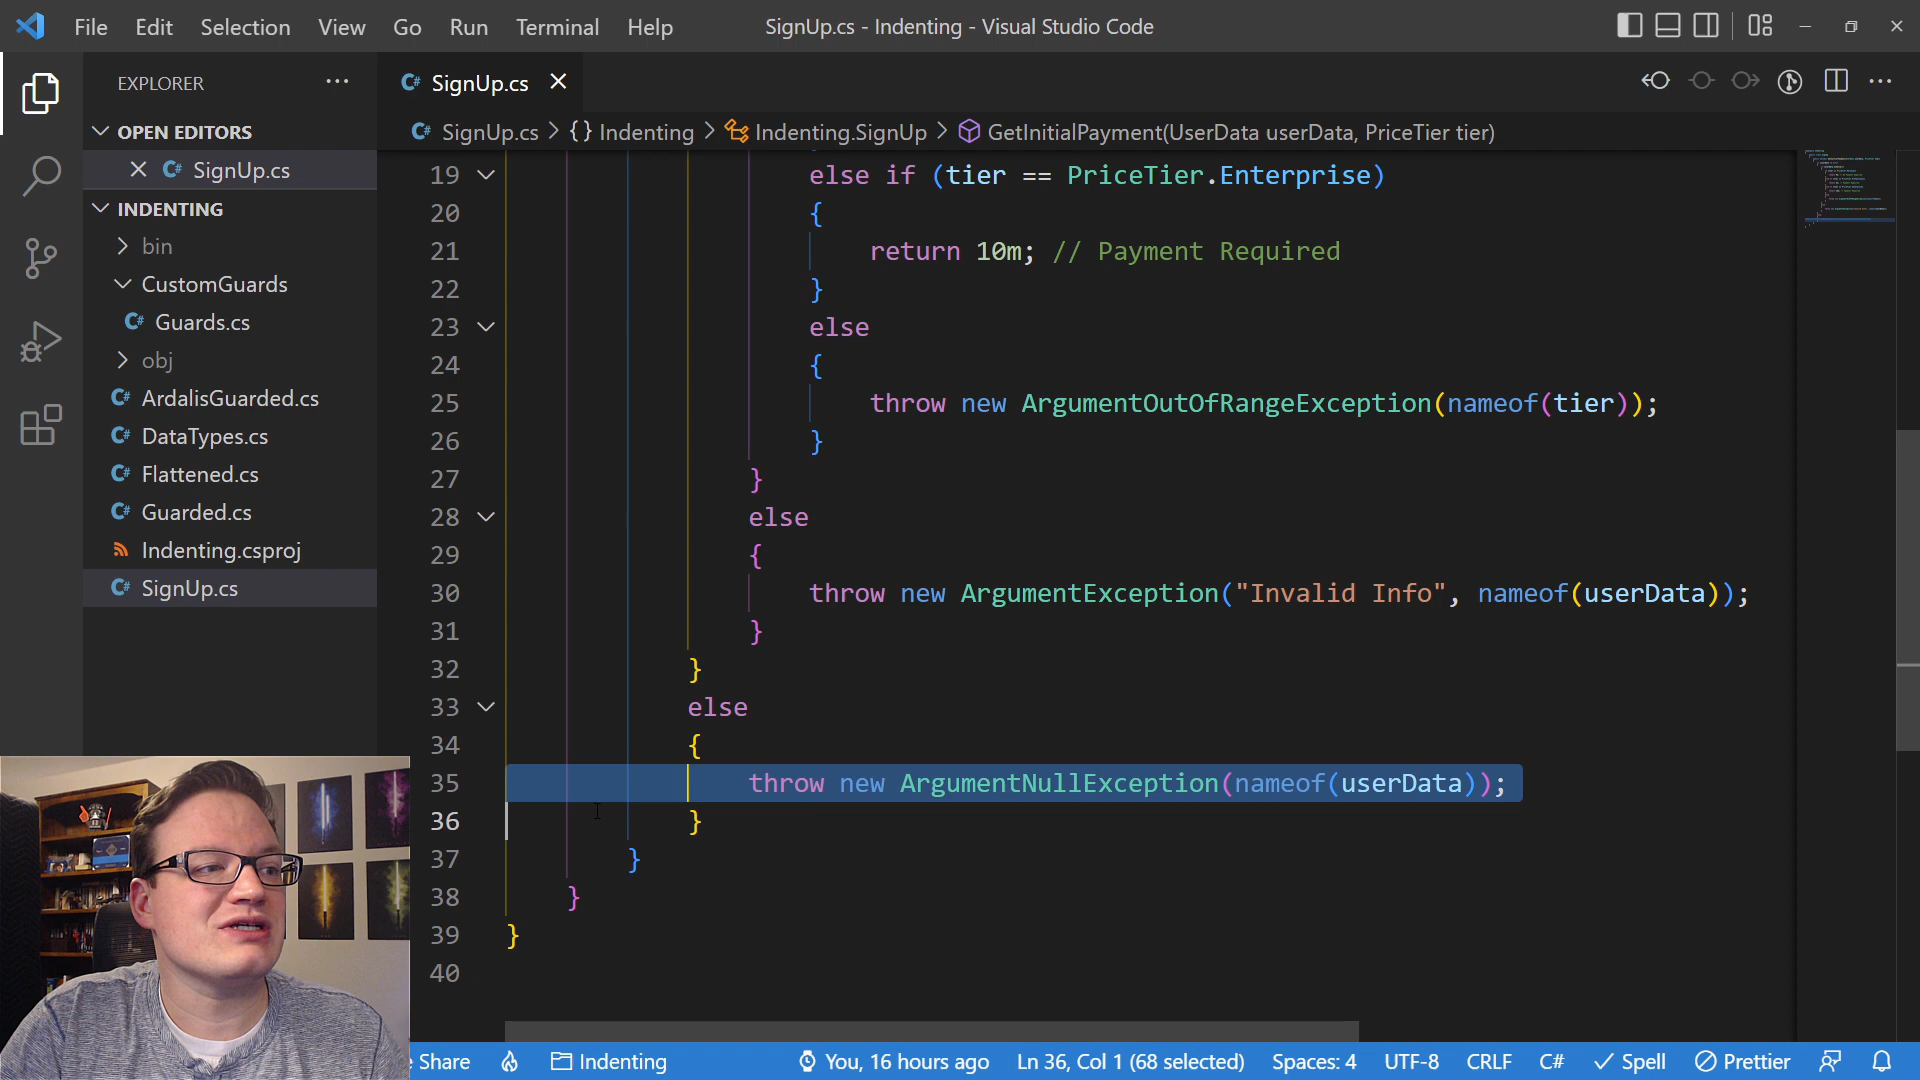 File Edit Selection View Go Run Terminal Help
SignUp.cs - Indenting - Visual Studio Code
EXPLORER
OPEN EDITORS
SignUp.cs
INDENTING
bin
CustomGuards
Guards.cs
obj
ArdalisGuarded.cs
DataTypes.cs
Flattened.cs
Guarded.cs
Indenting.csproj
SignUp.cs
SignUp.cs
SignUp.cs > {} Indenting > Indenting.SignUp > GetInitialPayment(UserData userData, PriceTier tier)
19 else if (tier == PriceTier.Enterprise)
20 {
21 return 10m; // Payment Required
22 }
23 else
24 {
25 throw new ArgumentOutOfRangeException(nameof(tier));
26 }
27 }
28 else
29 {
30 throw new ArgumentException("Invalid Info", nameof(userData));
31 }
32 }
33 else
34 {
35 throw new ArgumentNullException(nameof(userData));
36 }
37 }
38 }
39 }
40
Share Indenting You, 16 hours ago Ln 36, Col 1 (68 selected) Spaces: 4 UTF-8 CRLF C# Spell Prettier